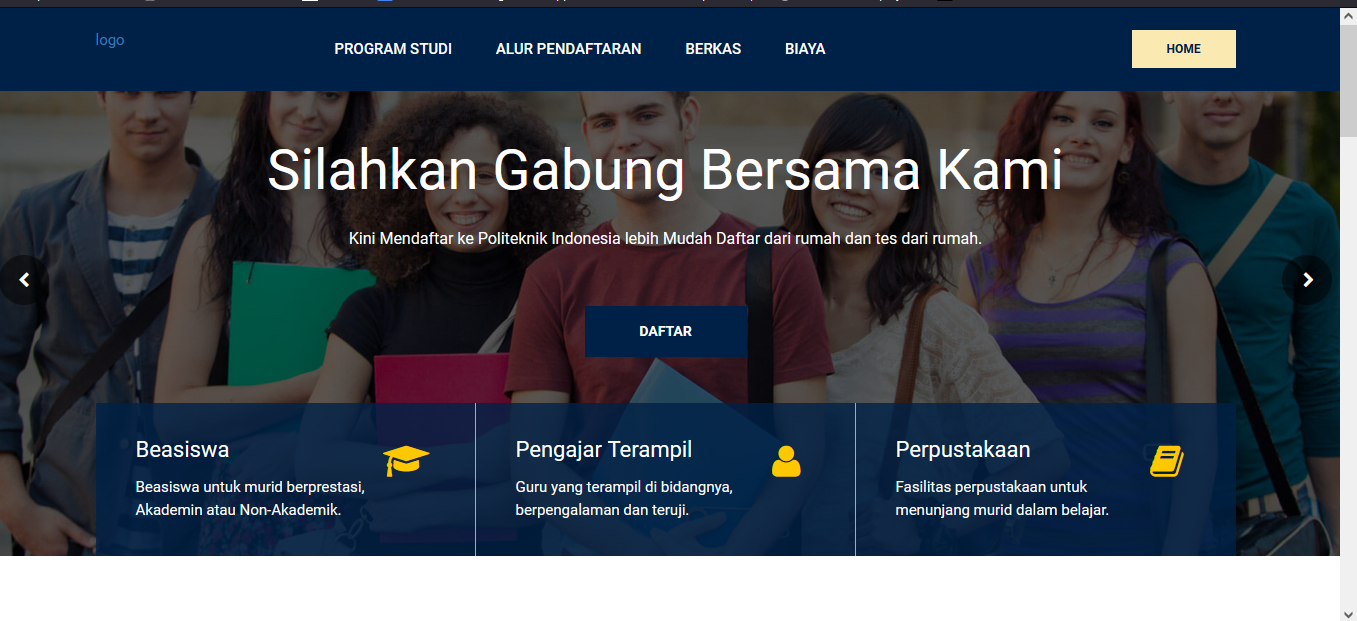 logo
PROGRAM STUDI ALUR PENDAFTARAN BERKAS BIAYA HOME
Silahkan Gabung Bersama Kami
Kini Mendaftar ke Politeknik Indonesia lebih Mudah Daftar dari rumah dan tes dari rumah.
DAFTAR
Beasiswa
Beasiswa untuk murid berprestasi,
Akademin atau Non-Akademik.
Pengajar Terampil
Guru yang terampil di bidangnya,
berpengalaman dan teruji.
Perpustakaan
Fasilitas perpustakaan untuk
menunjang murid dalam belajar.